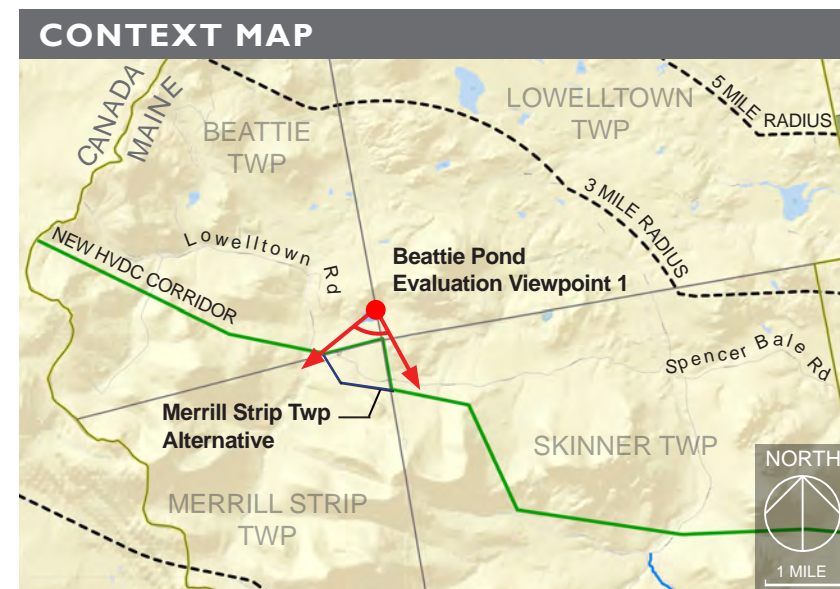 CONTEXT MAP
CANADA
MAINE
BEATTIE
TWP
LOWELLTOWN
TWP
5 MILE RADIUS
3 MILE RADIUS
Lowelltown Rd
NEW HVDC CORRIDOR
Beattie Pond
Evaluation Viewpoint 1
Spencer Bale Rd
Merrill Strip Twp
Alternative
SKINNER TWP
MERRILL STRIP
TWP
NORTH
1 MILE